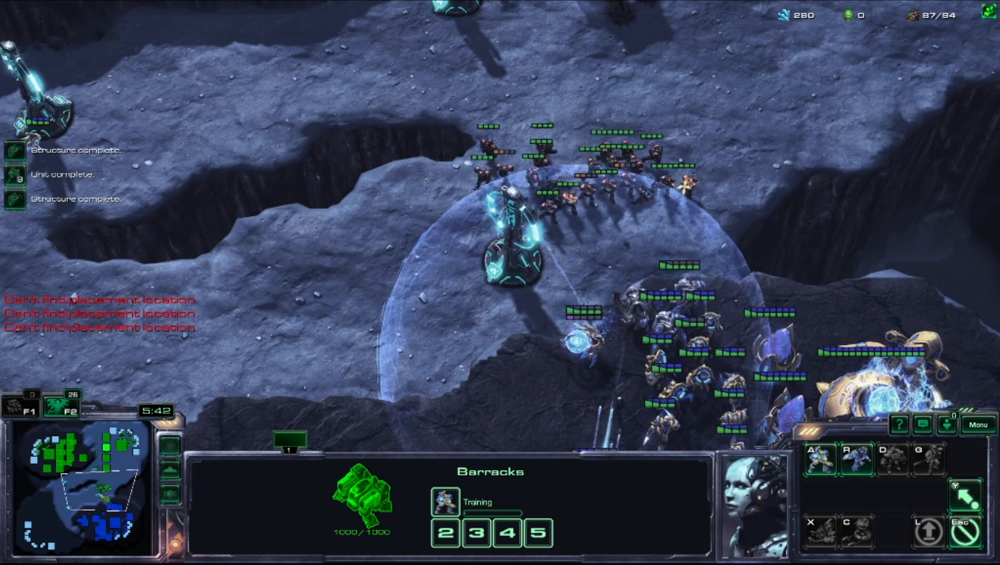 280 0 87/94
Structure complete.
3
Unit complete.
Structure complete.
Can't find placement location
Can't find placement location
Can't find placement location
0 26
F1 F2 5:42
? 0 Menu
1
Barracks
A R D G
Training
Y
1000/1000
2 3 4 5
X C L Esc